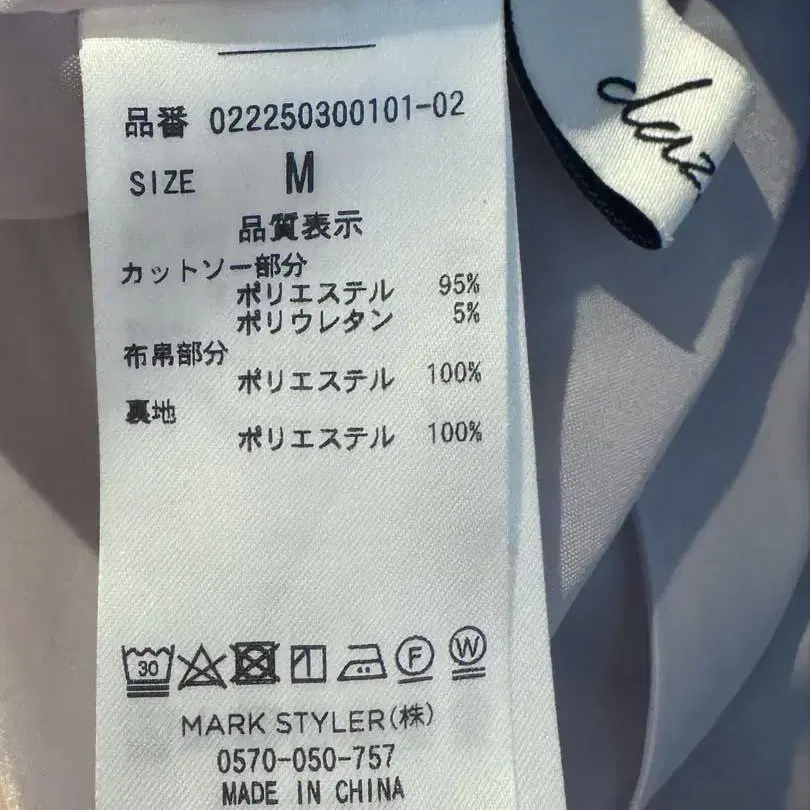 daz
品番 022250300101-02
SIZE M
品質表示
カットソー部分
ポリエステル 95%
ポリウレタン 5%
布帛部分
ポリエステル 100%
裏地
ポリエステル 100%
30 F W
MARK STYLER(株)
0570-050-757
MADE IN CHINA